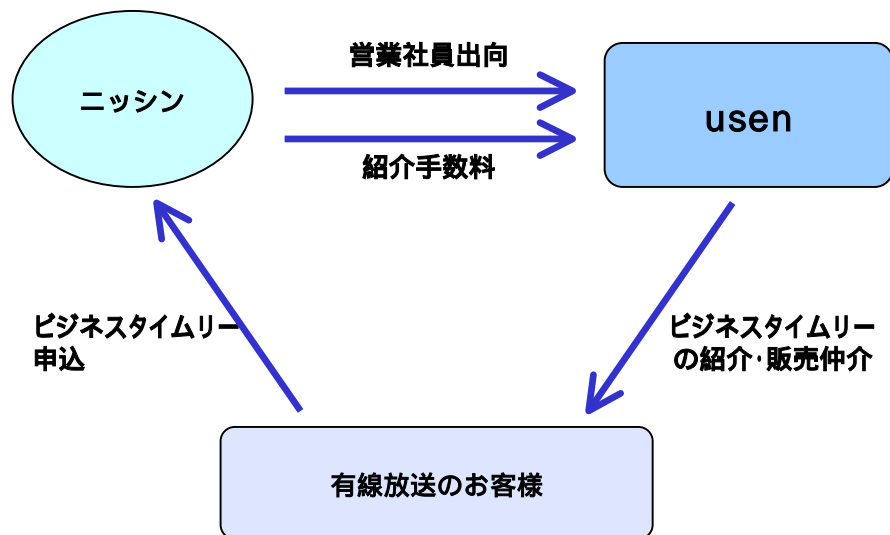 営業社員出向
ニッシン
usen
紹介手数料
ビジネスタイムリー
申込
ビジネスタイムリー
の紹介・販売仲介
有線放送のお客様